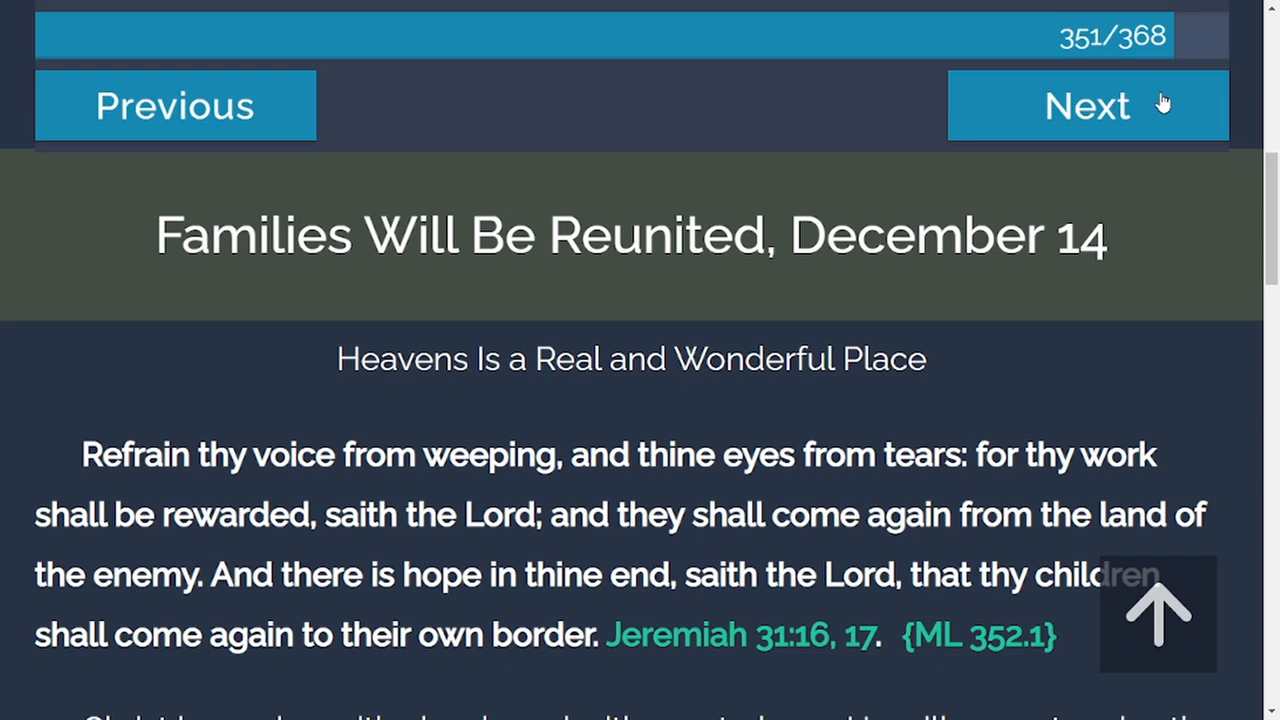 351/368
Previous
Next
Families Will Be Reunited, December 14
Heavens Is a Real and Wonderful Place
Refrain thy voice from weeping, and thine eyes from tears: for thy work
shall be rewarded, saith the Lord; and they shall come again from the land of
the enemy. And there is hope in thine end, saith the Lord, that thy children
shall come again to their own border. Jeremiah 31:16, 17. {ML 352.1}